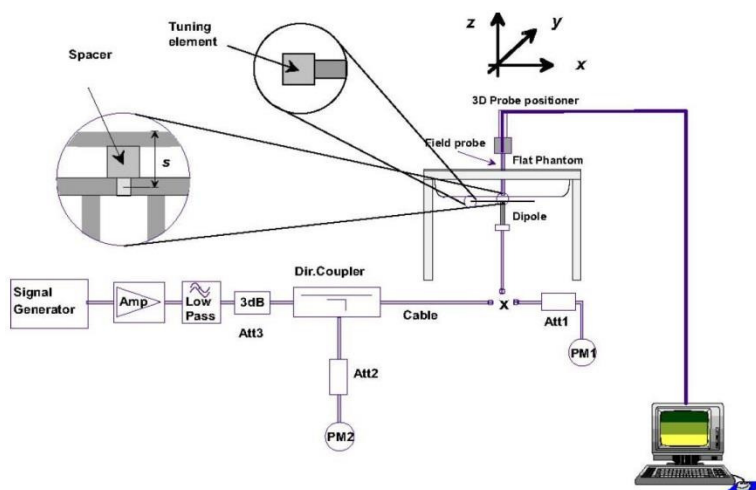 Tuning
element
Spacer
s
z
y
x
3D Probe positioner
Field probe
Flat Phantom
Dipole
Signal
Generator
Amp
Low
Pass
3dB
Att3
Dir.Coupler
Cable
x
Att1
PM1
Att2
PM2